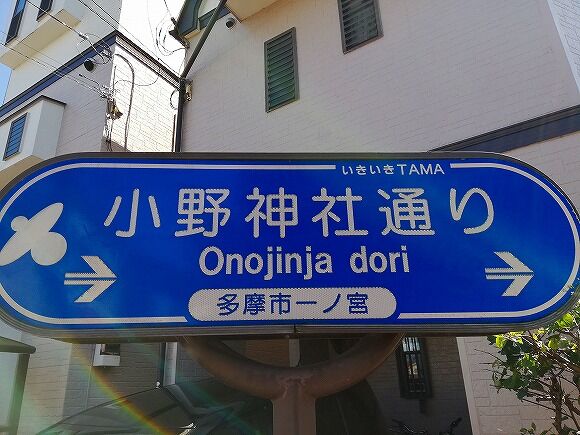 いきいきTAMA
小野神社通り
Onojinja dori
多摩市一ノ宮